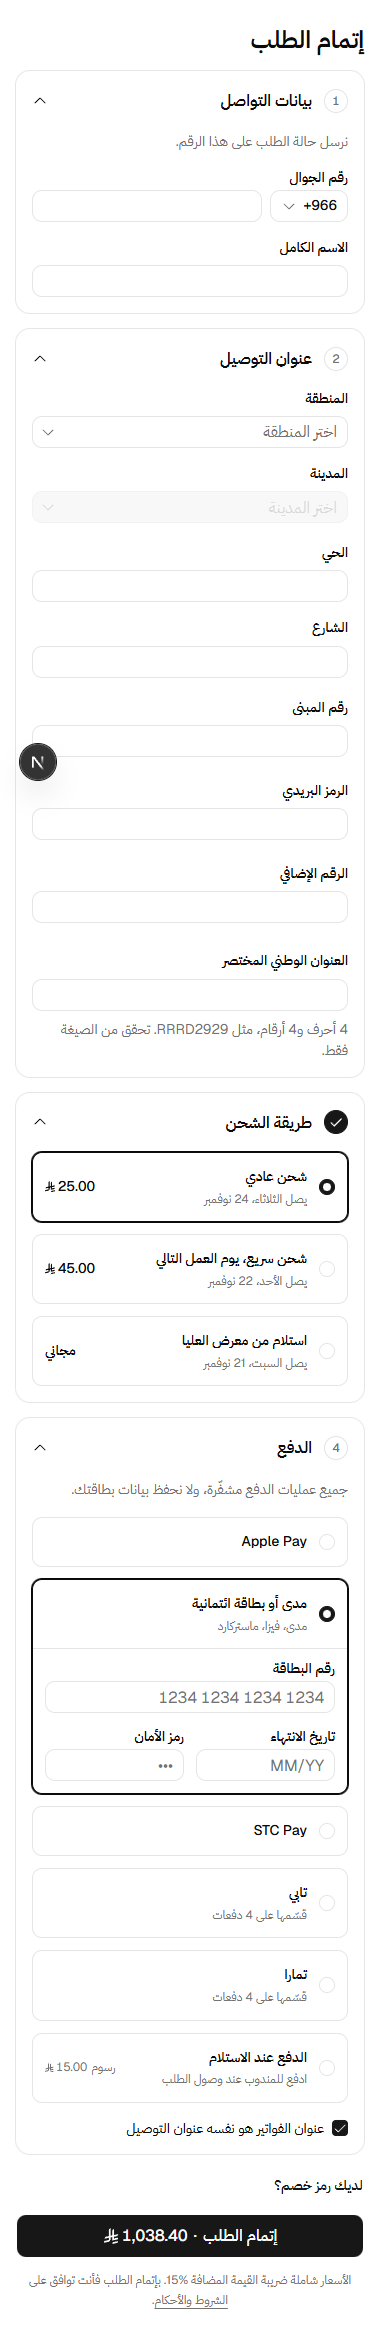 إتمام الطلب
1 بيانات التواصل
نرسل حالة الطلب على هذا الرقم.
رقم الجوال
+966
الاسم الكامل
2 عنوان التوصيل
المنطقة
اختر المنطقة
المدينة
اختر المدينة
الحي
الشارع
رقم المبنى
N
الرمز البريدي
الرقم الإضافي
العنوان الوطني المختصر
4 أحرف و4 أرقام، مثل RRRD2929. تحقق من الصيغة
فقط.
طريقة الشحن
شحن عادي
25.00 ⃁
يصل الثلاثاء، 24 نوفمبر
شحن سريع، يوم العمل التالي
45.00 ⃁
يصل الأحد، 22 نوفمبر
استلام من معرض العليا
مجاني
يصل السبت، 21 نوفمبر
4 الدفع
جميع عمليات الدفع مشفّرة، ولا نحفظ بيانات بطاقتك.
Apple Pay
مدى أو بطاقة ائتمانية
مدى، فيزا، ماستركارد
رقم البطاقة
1234 1234 1234 1234
تاريخ الانتهاء
رمز الأمان
MM/YY
•••
STC Pay
تابي
قسّمها على 4 دفعات
تمارا
قسّمها على 4 دفعات
الدفع عند الاستلام
رسوم 15.00 ⃁
ادفع للمندوب عند وصول الطلب
عنوان الفواتير هو نفسه عنوان التوصيل
لديك رمز خصم؟
إتمام الطلب · 1,038.40 ⃁
الأسعار شاملة ضريبة القيمة المضافة 15%. بإتمام الطلب فأنت توافق على
الشروط والأحكام.